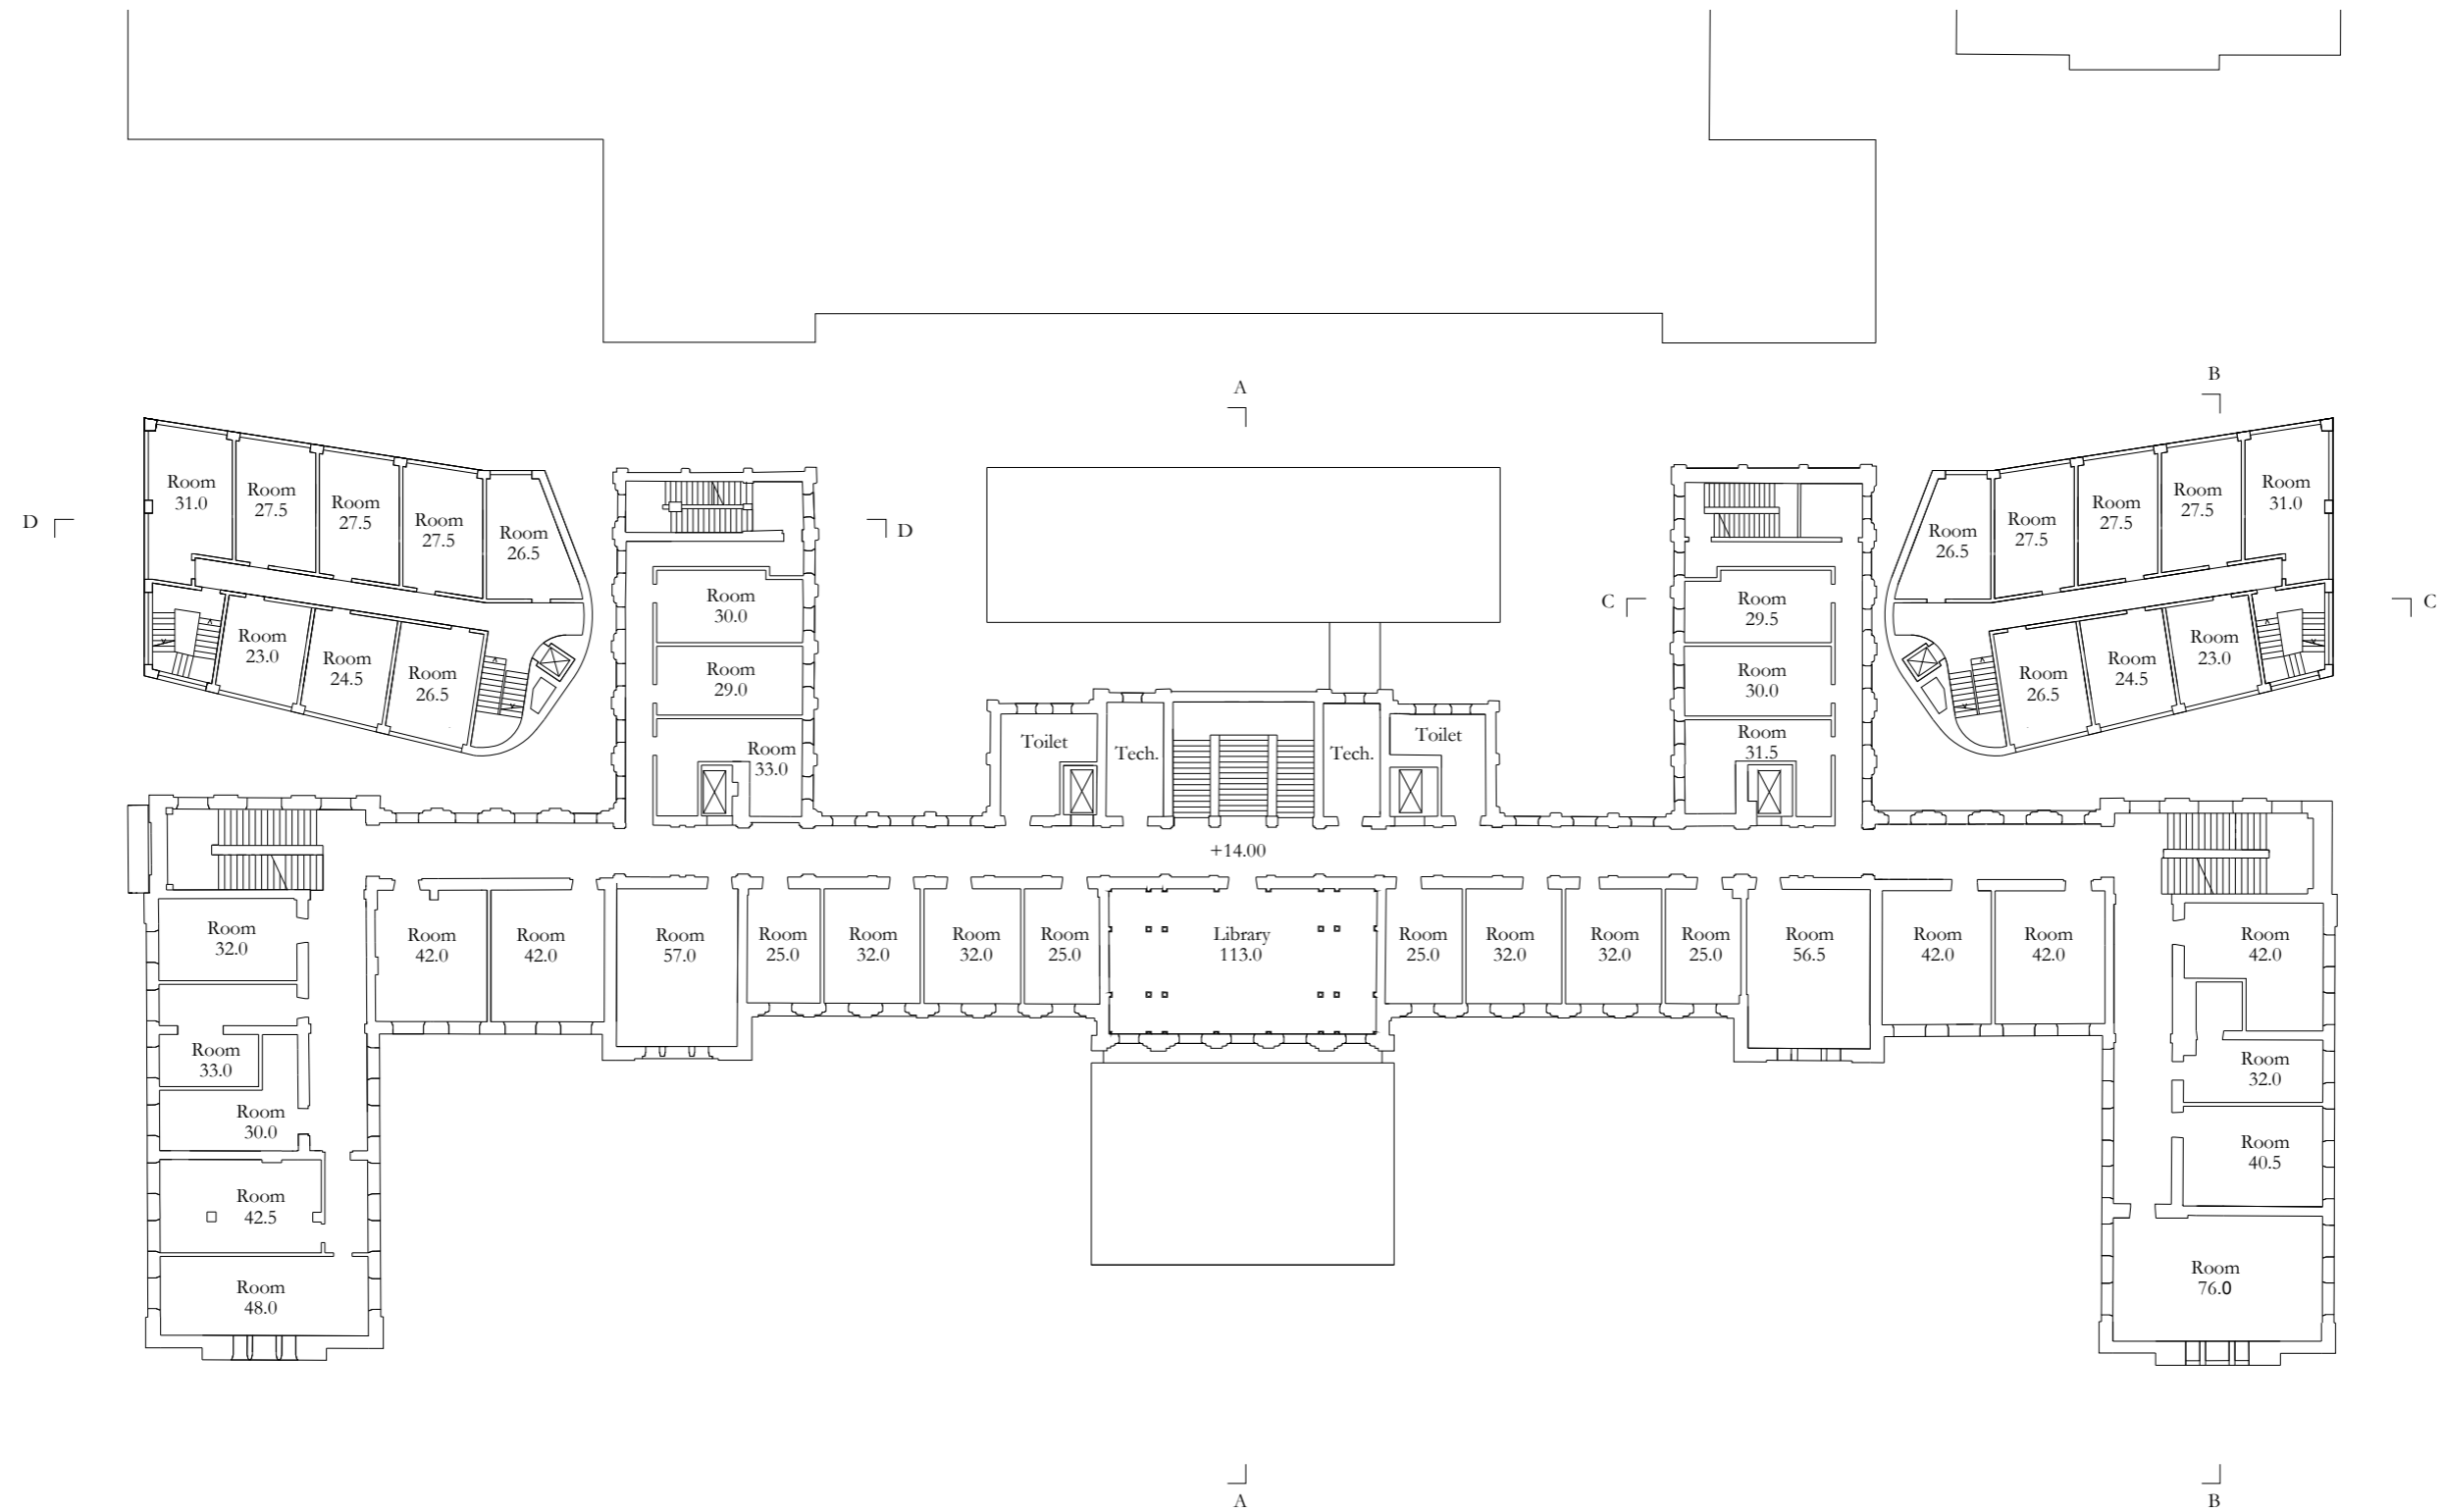 A
B
D
D
C
C
Room
31.0
Room
27.5
Room
27.5
Room
27.5
Room
26.5
Room
23.0
Room
24.5
Room
26.5
Room
30.0
Room
29.0
Room
33.0
Toilet
Tech.
Tech.
Toilet
Room
29.5
Room
30.0
Room
31.5
Room
26.5
Room
27.5
Room
27.5
Room
27.5
Room
31.0
Room
26.5
Room
24.5
Room
23.0
+14.00
Room
32.0
Room
42.0
Room
42.0
Room
57.0
Room
25.0
Room
32.0
Room
32.0
Room
25.0
Library
113.0
Room
25.0
Room
32.0
Room
32.0
Room
25.0
Room
56.5
Room
42.0
Room
42.0
Room
42.0
Room
33.0
Room
30.0
Room
42.5
Room
48.0
Room
32.0
Room
40.5
Room
76.0
A
B